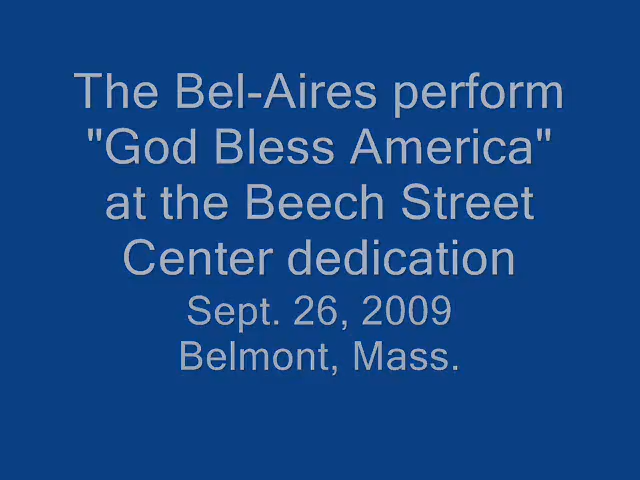 The Bel-Aires perform
"God Bless America"
at the Beech Street
Center dedication
Sept. 26, 2009
Belmont, Mass.